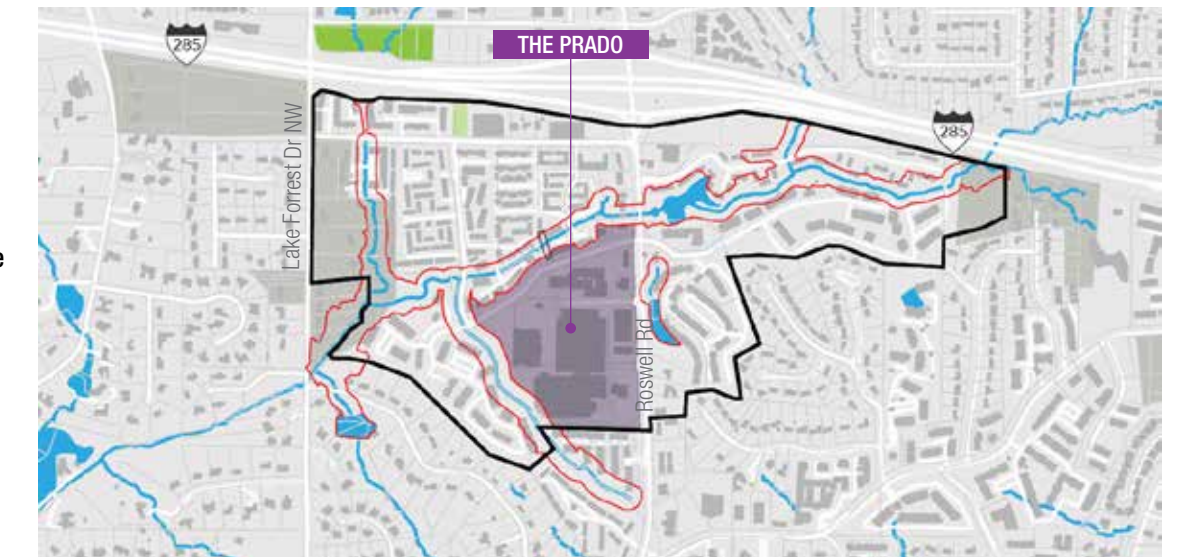 285
THE PRADO
Lake Forrest Dr NW
285
Roswell Rd
e